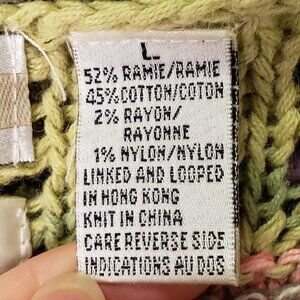 L
52% RAMIE/RAMIE
45% COTTON/COTON
2% RAYON/
RAYONNE
1% NYLON/NYLON
LINKED AND LOOPED
IN HONG KONG
KNIT IN CHINA
CARE REVERSE SIDE
INDICATIONS AU DOS